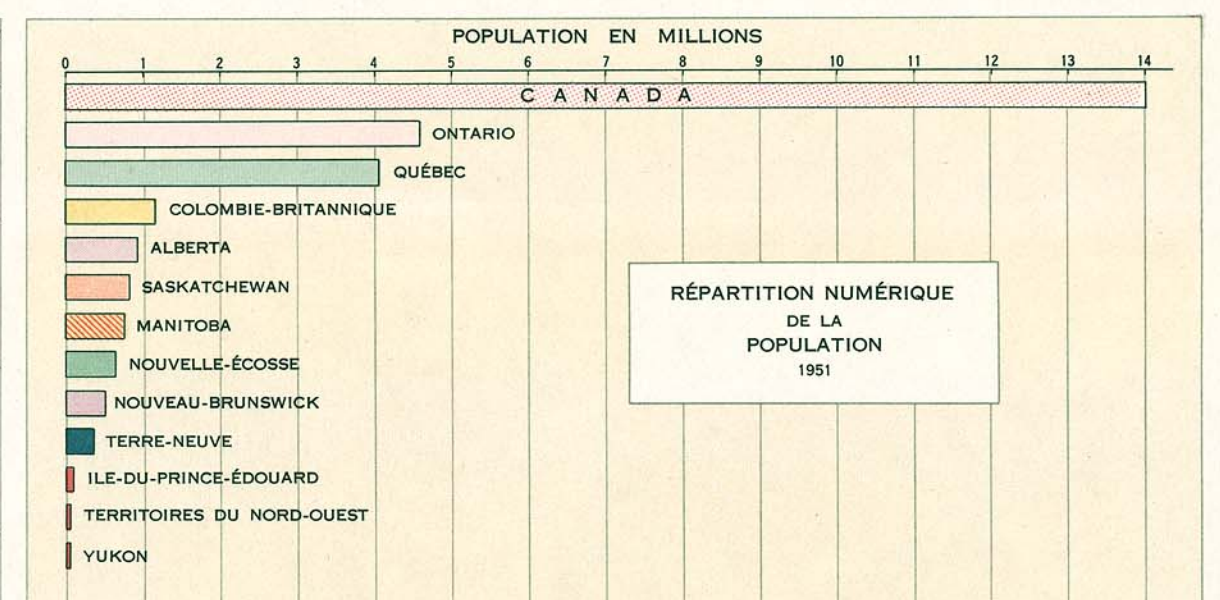 POPULATION EN MILLIONS
0 1 2 3 4 5 6 7 8 9 10 11 12 13 14
CANADA
ONTARIO
QUÉBEC
COLOMBIE-BRITANNIQUE
ALBERTA
SASKATCHEWAN
MANITOBA
NOUVELLE-ÉCOSSE
NOUVEAU-BRUNSWICK
TERRE-NEUVE
ILE-DU-PRINCE-ÉDOUARD
TERRITOIRES DU NORD-OUEST
YUKON
RÉPARTITION NUMÉRIQUE
DE LA
POPULATION
1951